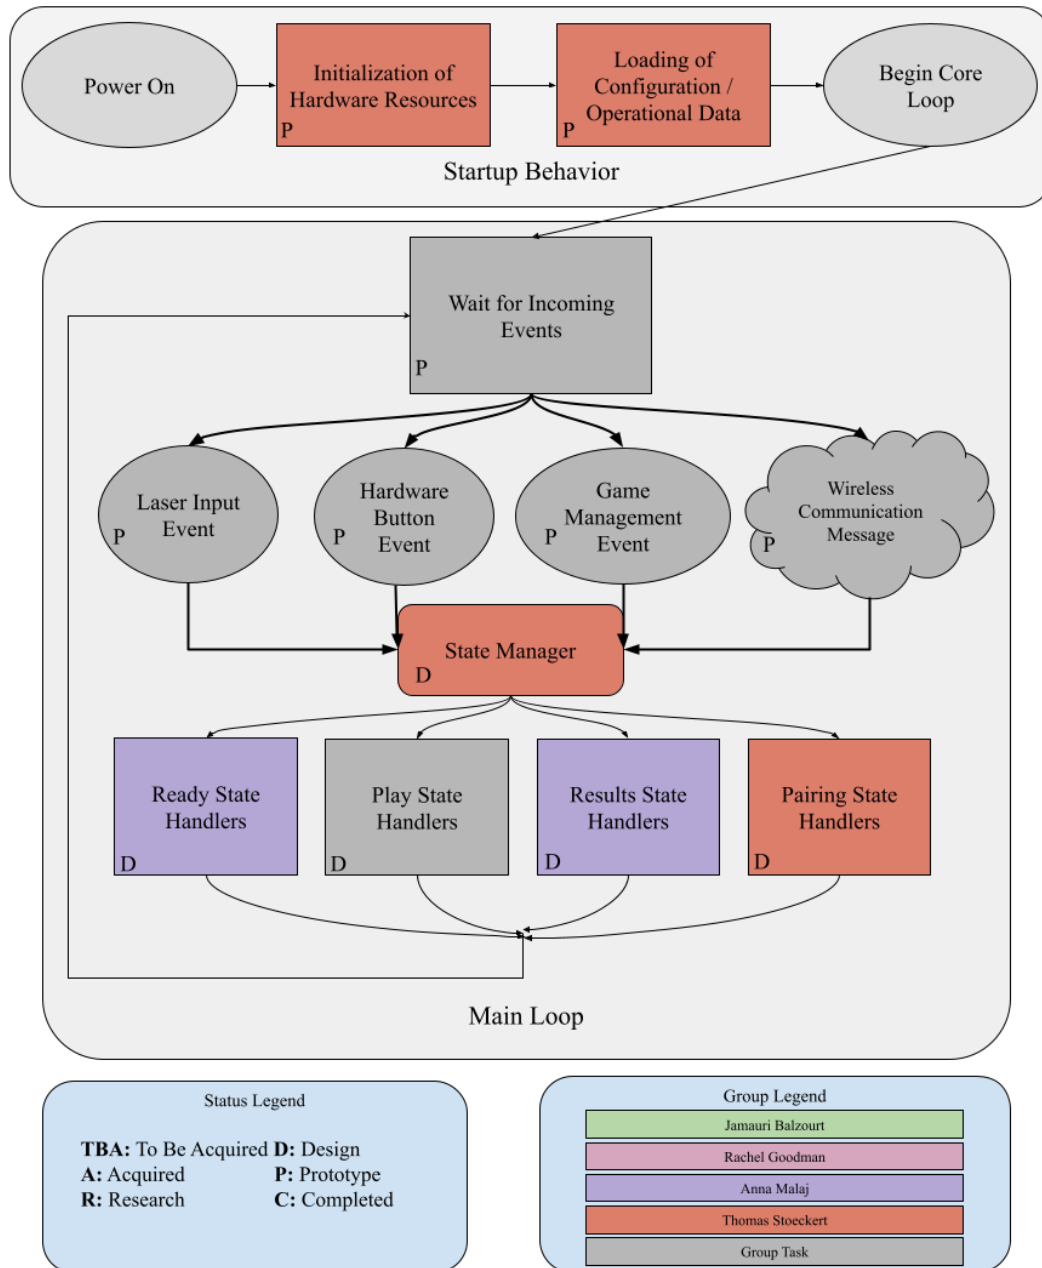 Power On
Initialization of
Hardware Resources
P
Loading of
Configuration /
Operational Data
P
Begin Core
Loop
Startup Behavior
Wait for Incoming
Events
P
Laser Input
Event
P
Hardware
Button
Event
P
Game
Management
Event
P
Wireless
Communication
Message
P
State Manager
D
Ready State
Handlers
D
Play State
Handlers
D
Results State
Handlers
D
Pairing State
Handlers
D
Main Loop
Status Legend
TBA: To Be Acquired D: Design
A: Acquired P: Prototype
R: Research C: Completed
Group Legend
Jamauri Balzourt
Rachel Goodman
Anna Malaj
Thomas Stoeckert
Group Task